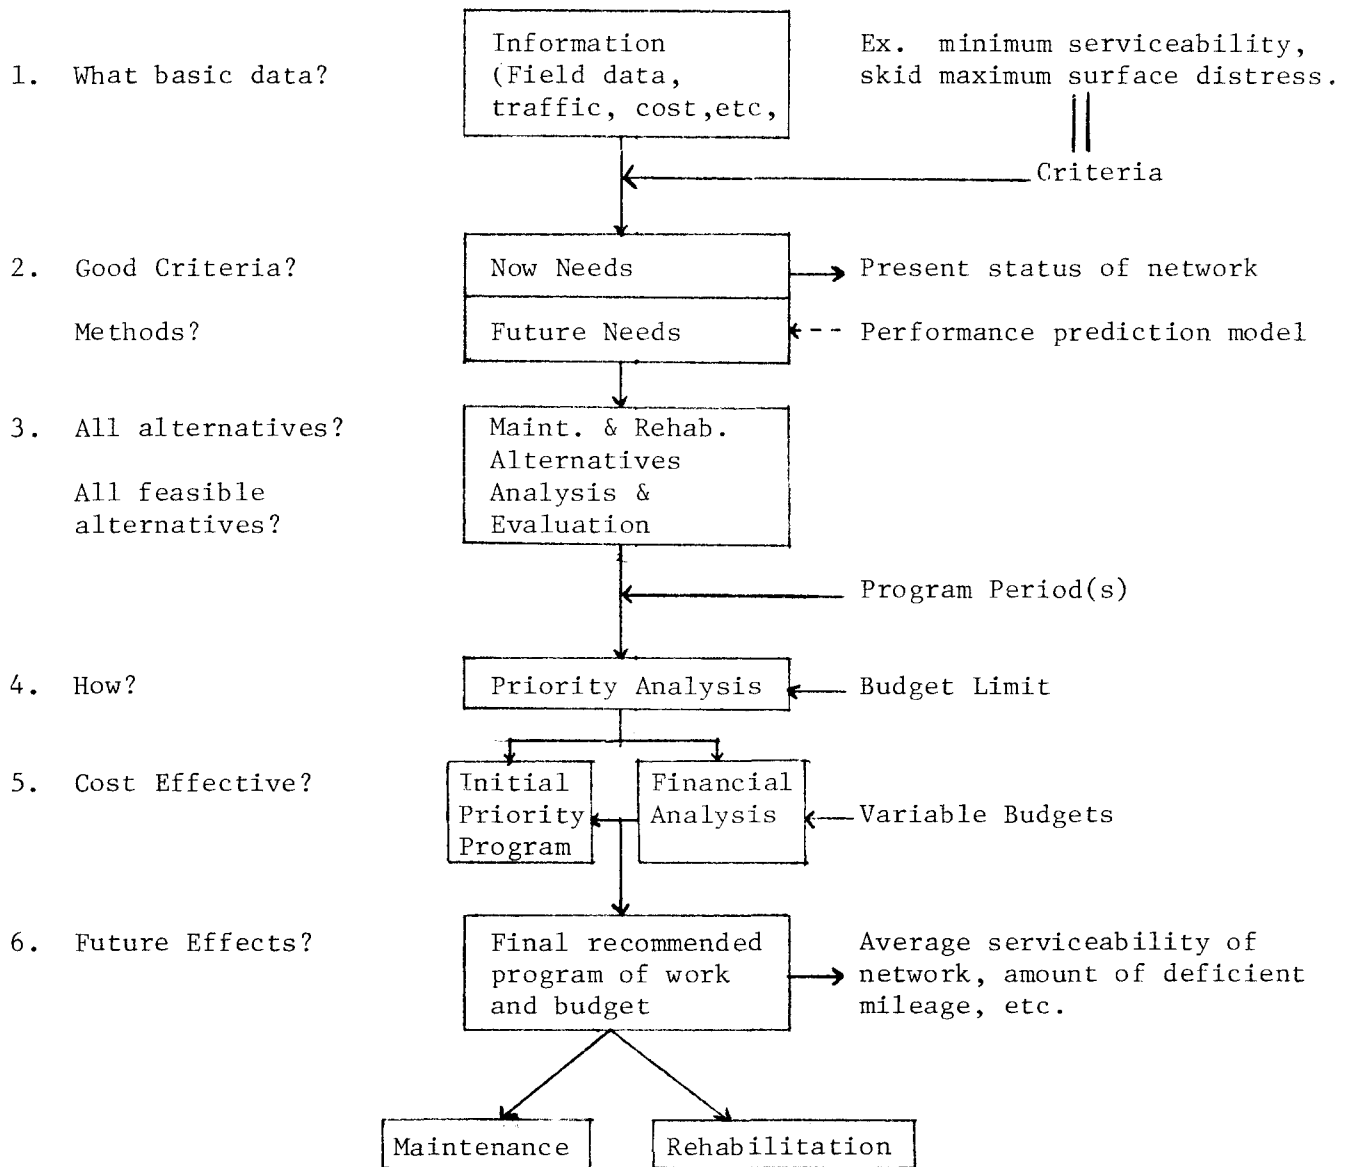 1. What basic data?
Information
(Field data,
traffic, cost,etc,
Ex. minimum serviceability,
skid maximum surface distress.
Criteria
2. Good Criteria?
Methods?
Now Needs
Future Needs
Present status of network
Performance prediction model
3. All alternatives?
All feasible
alternatives?
Maint. & Rehab.
Alternatives
Analysis &
Evaluation
Program Period(s)
4. How?
Priority Analysis
Budget Limit
5. Cost Effective?
Initial
Priority
Program
Financial
Analysis
Variable Budgets
6. Future Effects?
Final recommended
program of work
and budget
Average serviceability of
network, amount of deficient
mileage, etc.
Maintenance
Rehabilitation